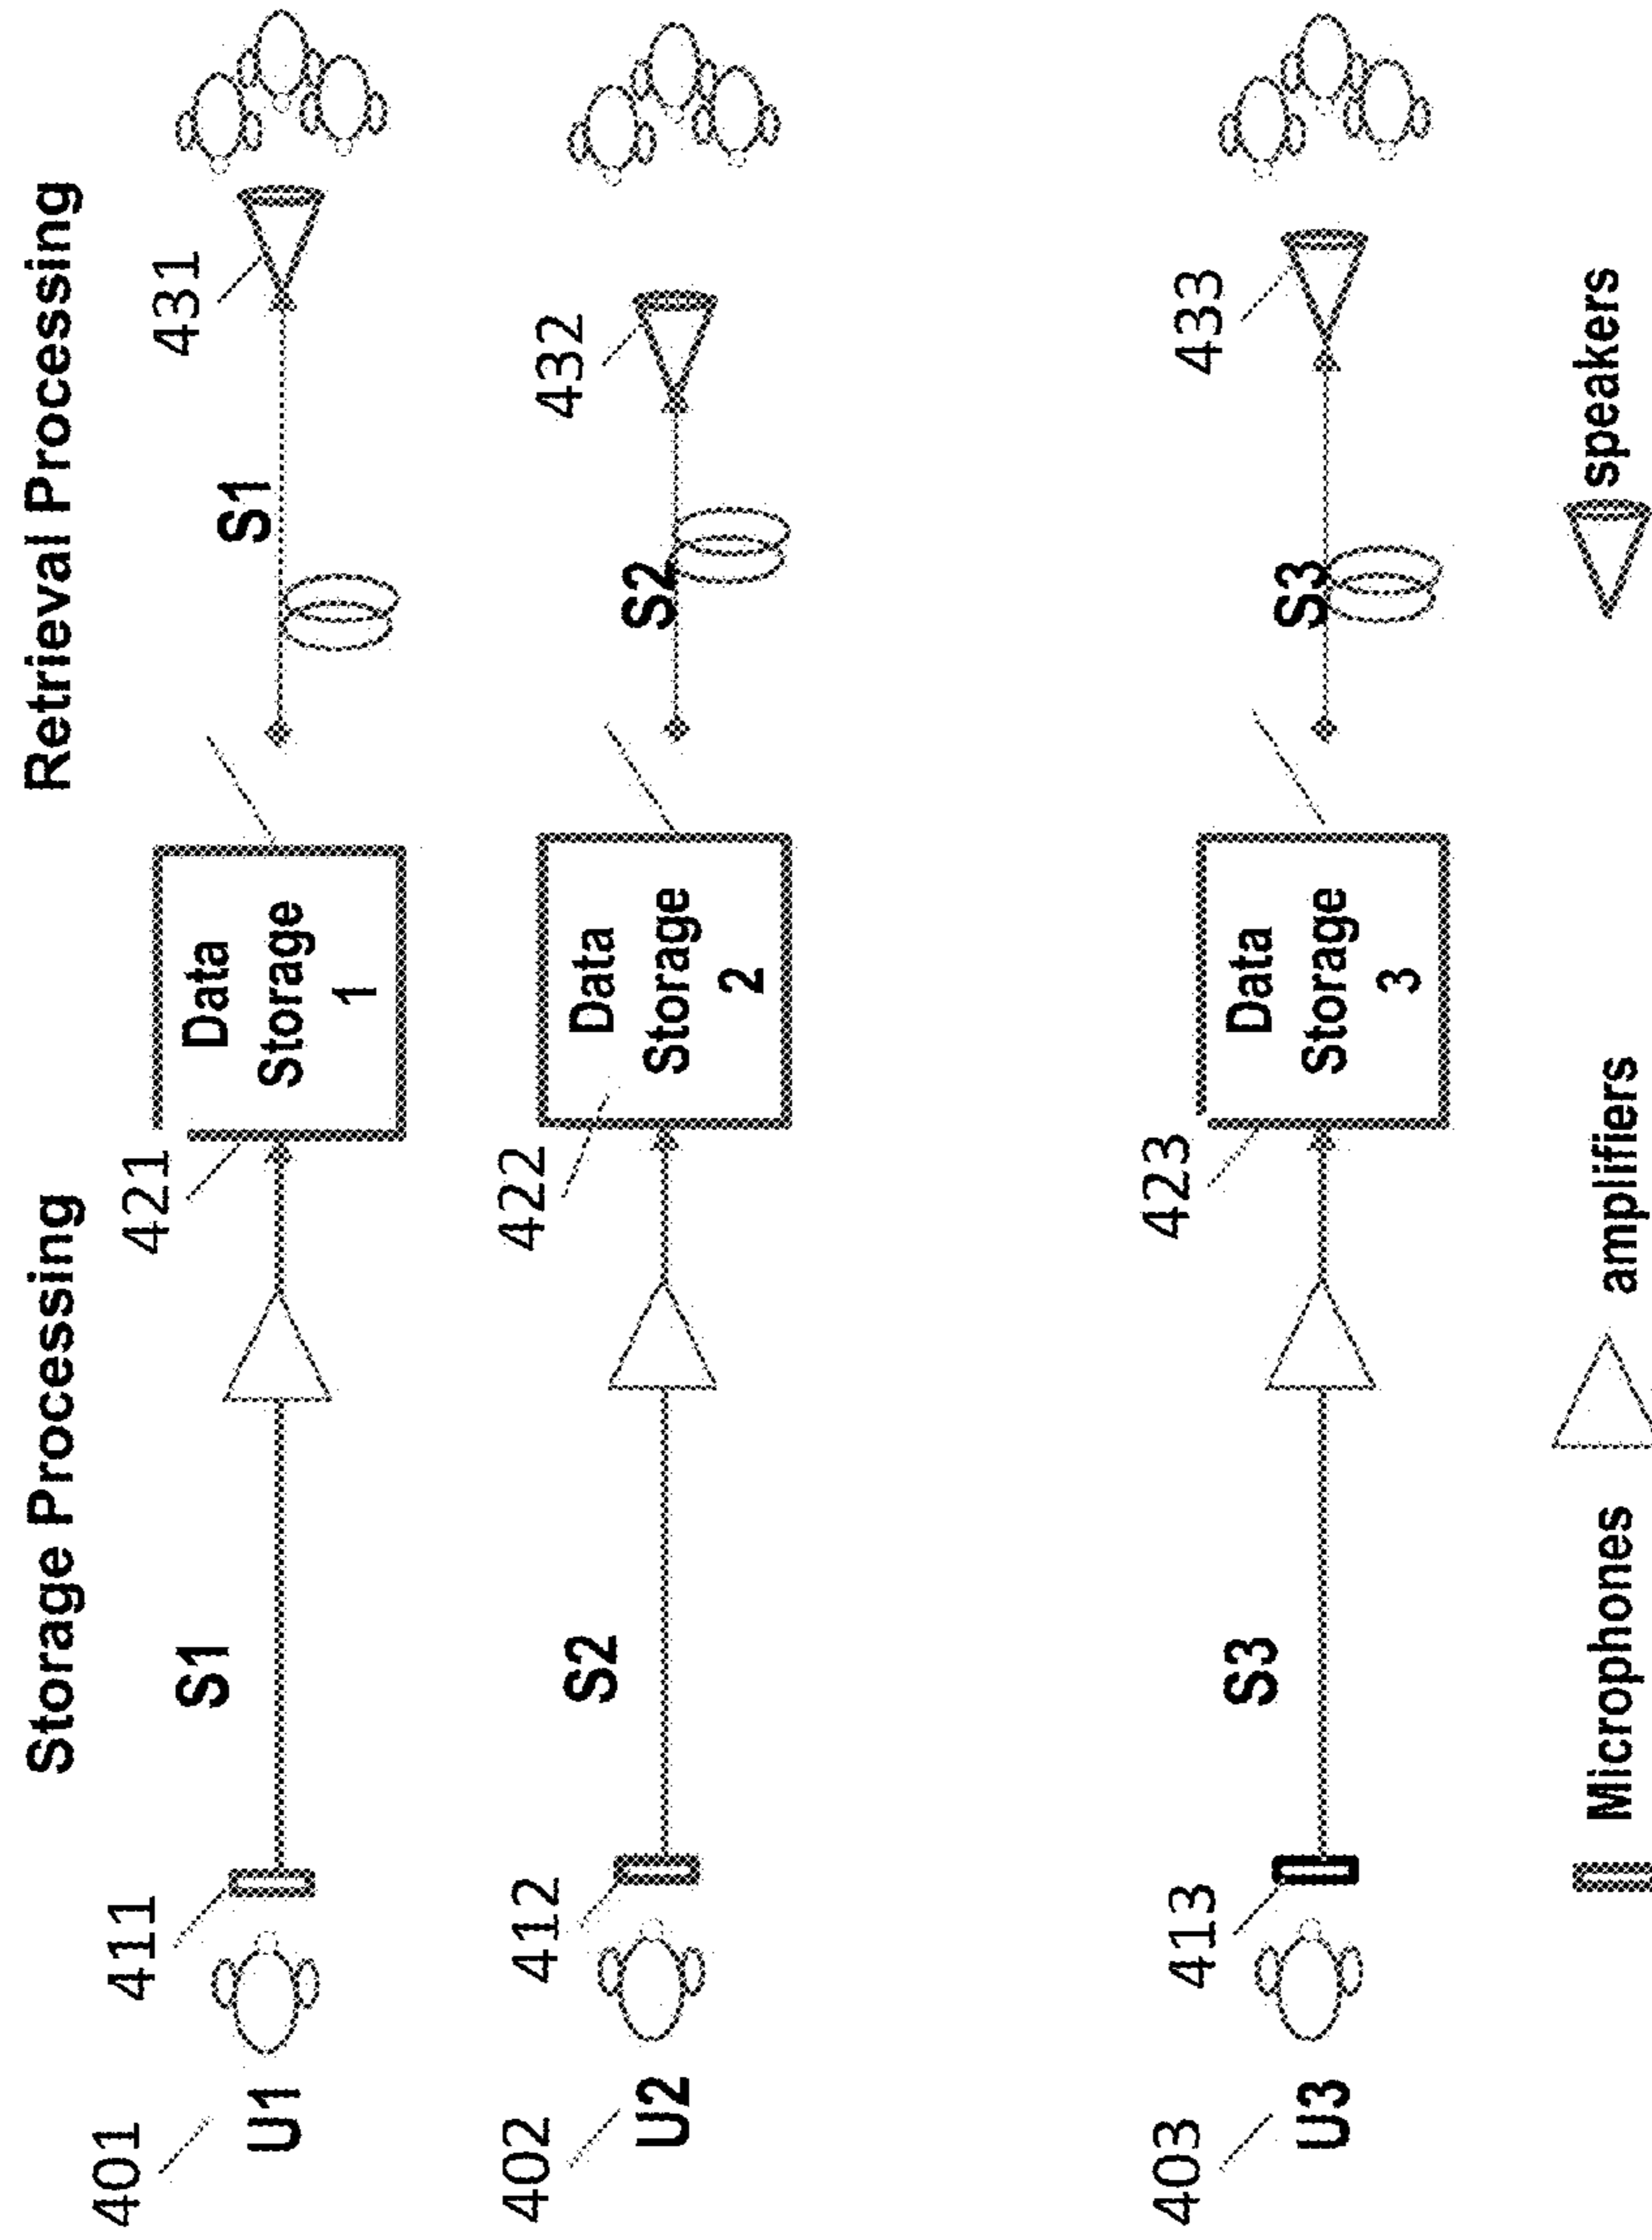 Storage Processing
Retrieval Processing
401
U1
411
S1
421
Data
Storage
1
S1
431
402
U2
412
S2
422
Data
Storage
2
S2
432
403
U3
413
S3
423
Data
Storage
3
S3
433
Microphones
amplifiers
speakers